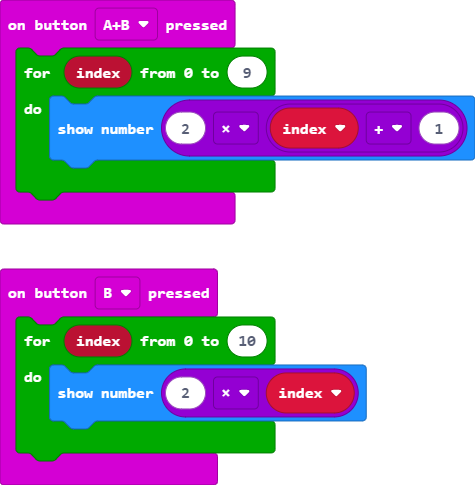 on button A+B pressed
for index from 0 to 9
do
show number 2 × index + 1
on button B pressed
for index from 0 to 10
do
show number 2 × index